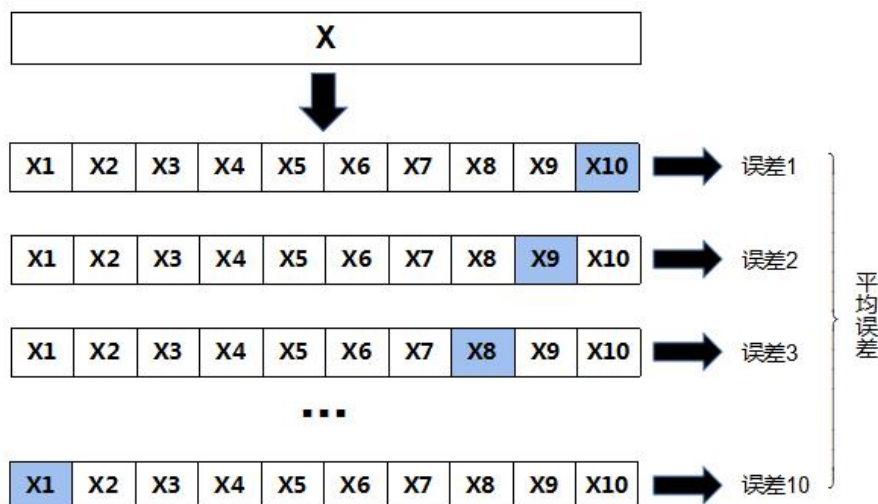 X
X1 X2 X3 X4 X5 X6 X7 X8 X9 X10 误差1
X1 X2 X3 X4 X5 X6 X7 X8 X9 X10 误差2
X1 X2 X3 X4 X5 X6 X7 X8 X9 X10 误差3
...
X1 X2 X3 X4 X5 X6 X7 X8 X9 X10 误差10
平均误差